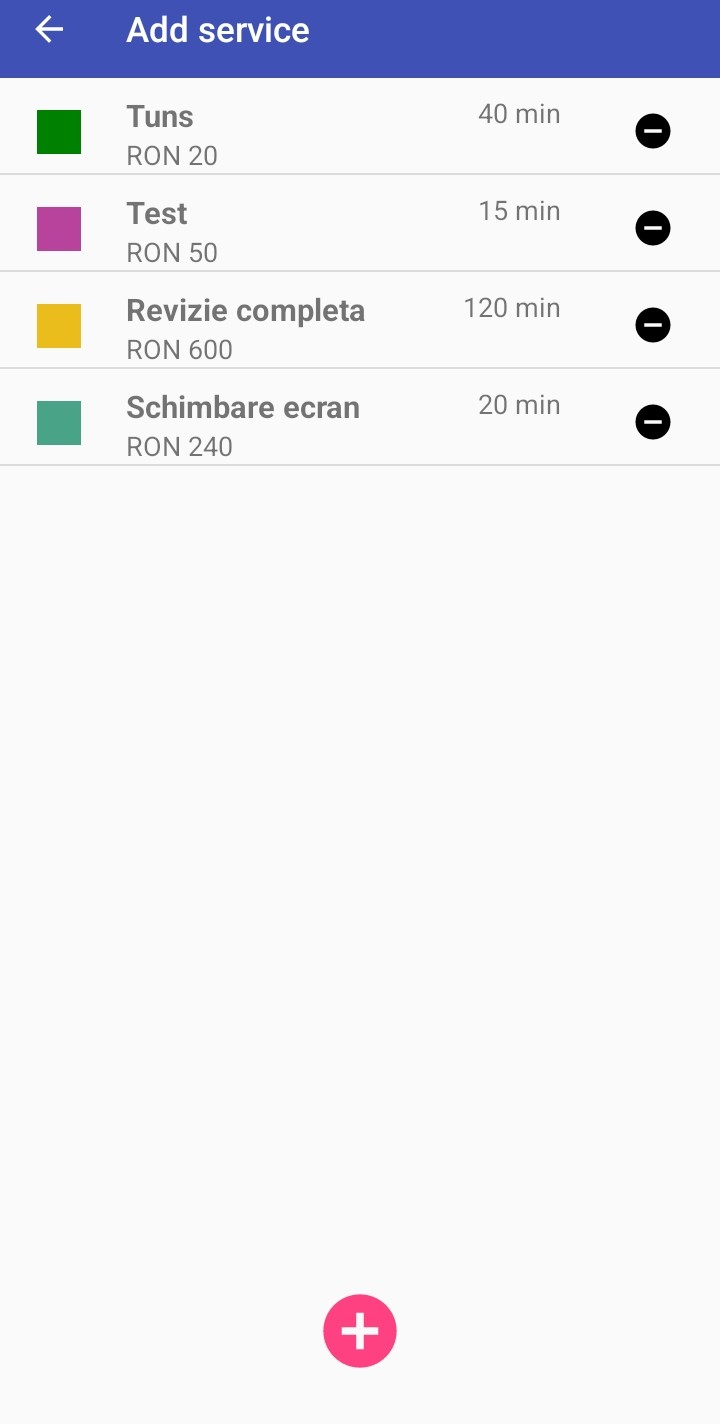 Add service
Tuns
40 min
RON 20
Test
15 min
RON 50
Revizie completa
120 min
RON 600
Schimbare ecran
20 min
RON 240